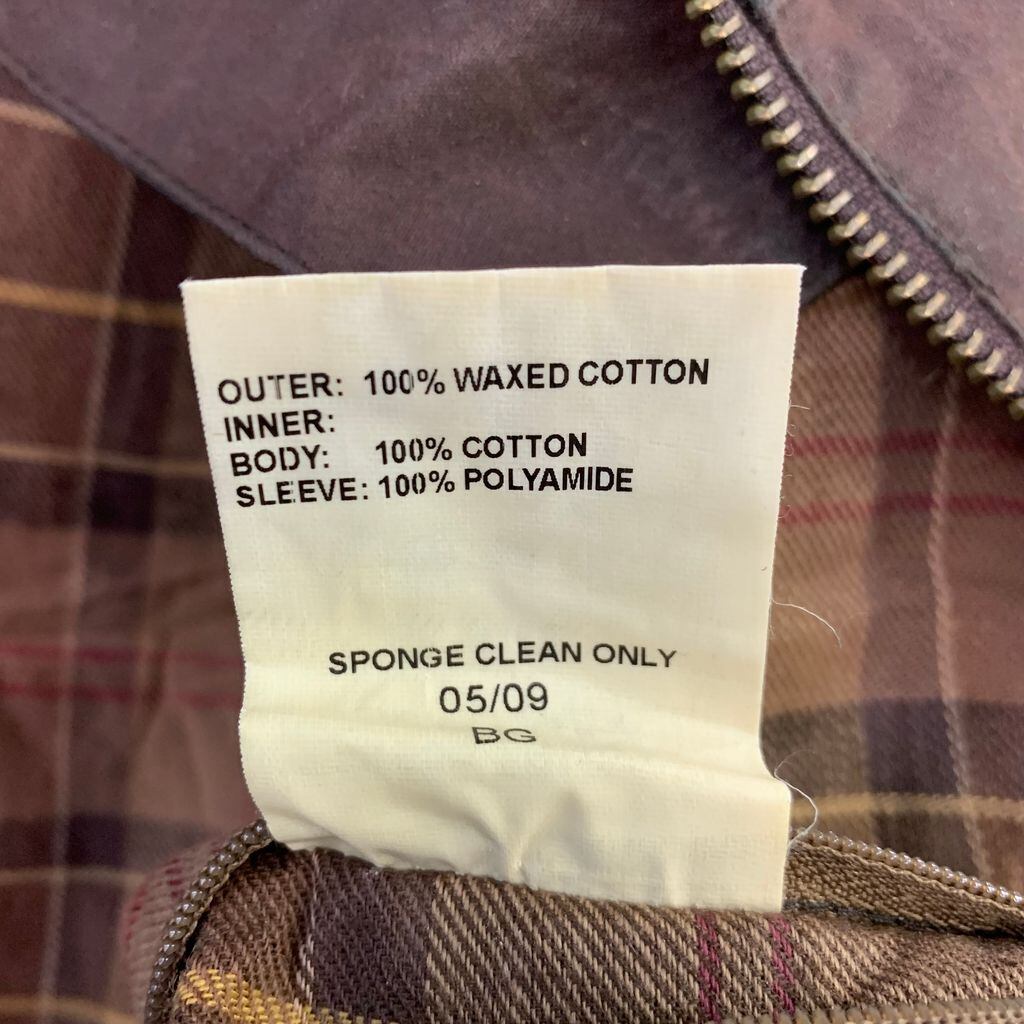 OUTER: 100% WAXED COTTON
INNER:
BODY: 100% COTTON
SLEEVE: 100% POLYAMIDE
SPONGE CLEAN ONLY
05/09
BG